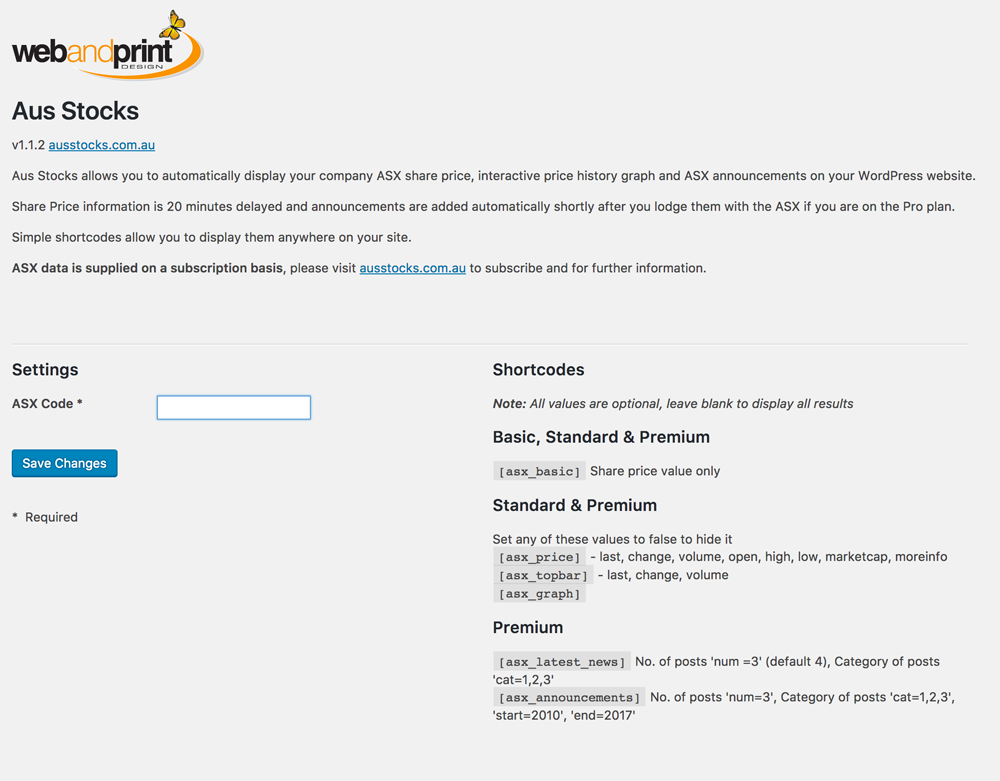 webandprint
DESIGN
Aus Stocks
v1.1.2 ausstocks.com.au
Aus Stocks allows you to automatically display your company ASX share price, interactive price history graph and ASX announcements on your WordPress website.
Share Price information is 20 minutes delayed and announcements are added automatically shortly after you lodge them with the ASX if you are on the Pro plan.
Simple shortcodes allow you to display them anywhere on your site.
ASX data is supplied on a subscription basis, please visit ausstocks.com.au to subscribe and for further information.
Settings
ASX Code *
Save Changes
* Required
Shortcodes
Note: All values are optional, leave blank to display all results
Basic, Standard & Premium
[asx_basic] Share price value only
Standard & Premium
Set any of these values to false to hide it
[asx_price] - last, change, volume, open, high, low, marketcap, moreinfo
[asx_topbar] - last, change, volume
[asx_graph]
Premium
[asx_latest_news] No. of posts 'num =3' (default 4), Category of posts
'cat=1,2,3'
[asx_announcements] No. of posts 'num=3', Category of posts 'cat=1,2,3',
'start=2010', 'end=2017'